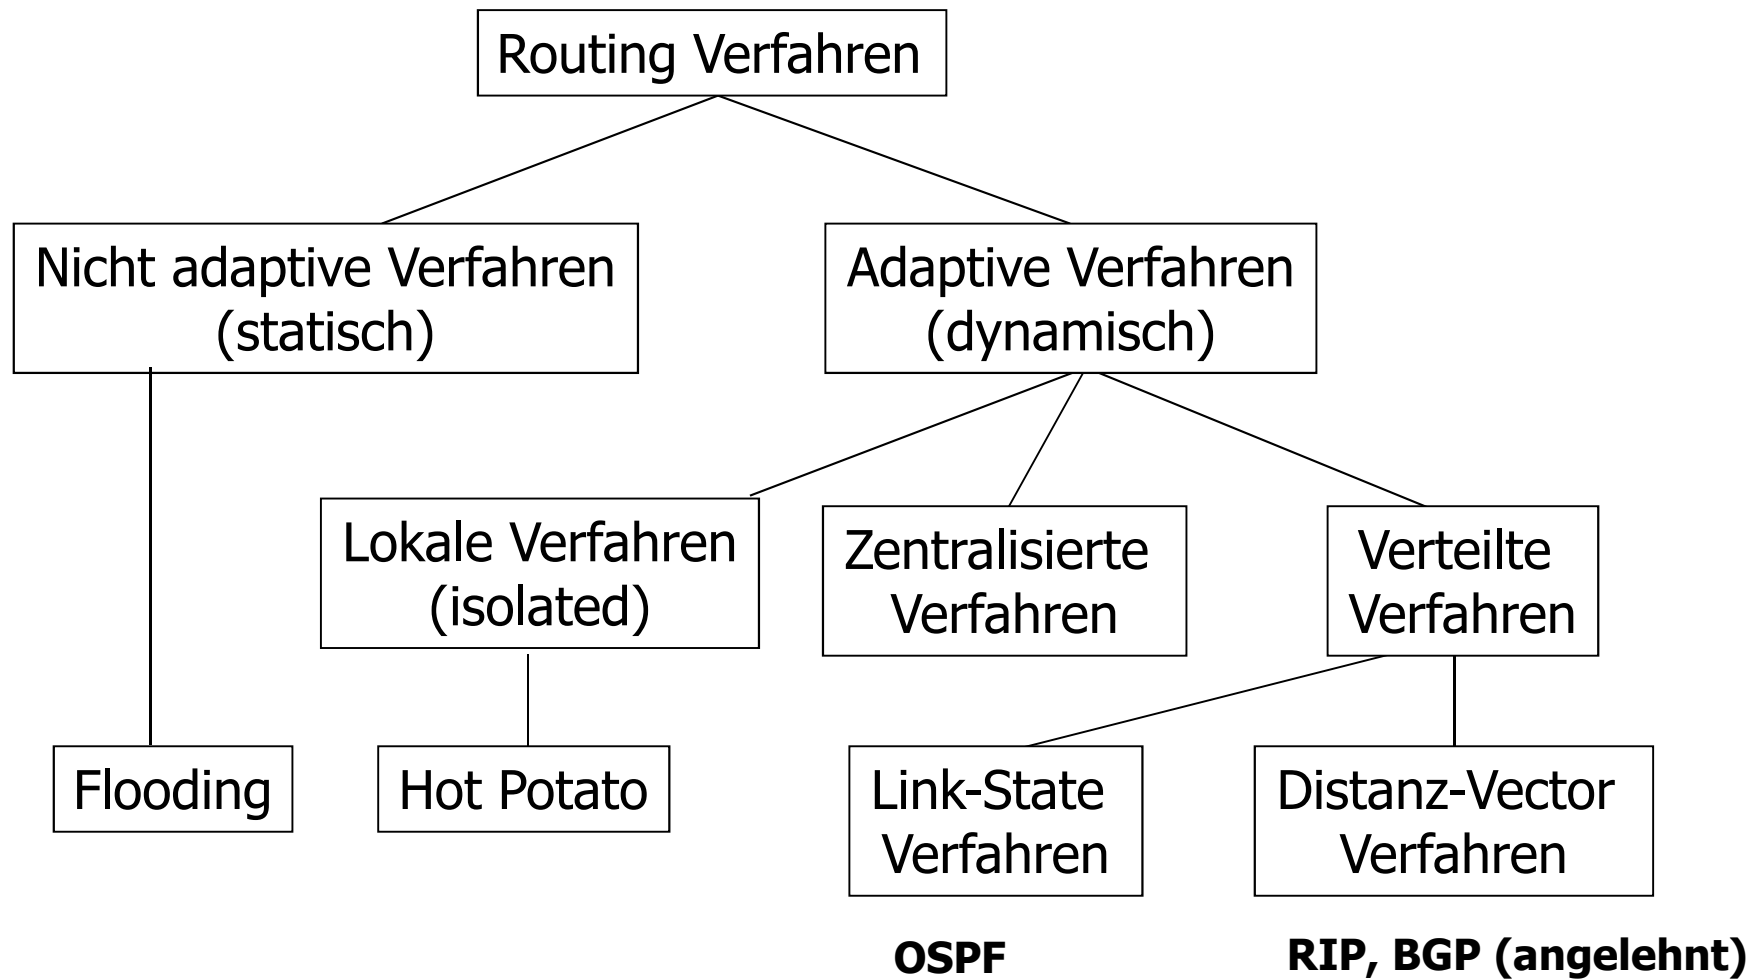 Routing Verfahren
Nicht adaptive Verfahren
(statisch)
Adaptive Verfahren
(dynamisch)
Lokale Verfahren
(isolated)
Zentralisierte
Verfahren
Verteilte
Verfahren
Flooding
Hot Potato
Link-State
Verfahren
Distanz-Vector
Verfahren
OSPF
RIP, BGP (angelehnt)